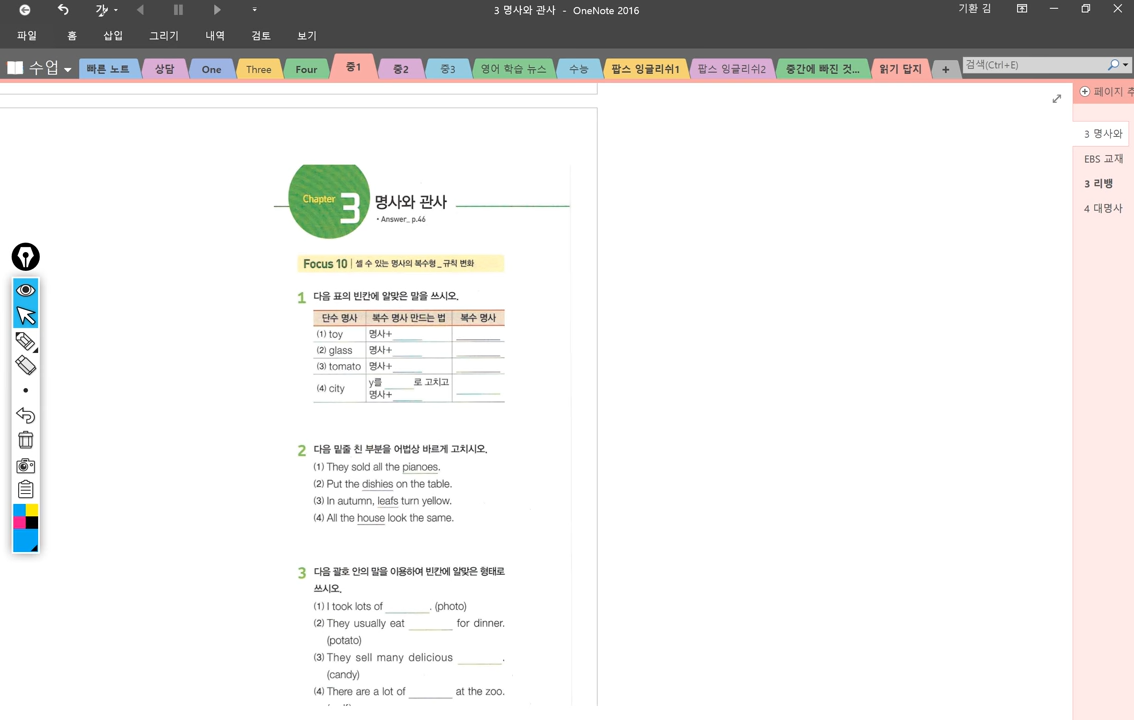 3 명사와 관사 - OneNote 2016
기환 김
파일 홈 삽입 그리기 내역 검토 보기
수업 빠른 노트 상담 One Three Four 중1 중2 중3 영어 학습 뉴스 수능 팝스 잉글리쉬1 팝스 잉글리쉬2 중간에 빠진 것... 읽기 답지 + 검색(Ctrl+E)
페이지 추
3 명사와
EBS 교재
3 리뱅
4 대명사
Chapter 3 명사와 관사
• Answer_ p.46
Focus 10 | 셀 수 있는 명사의 복수형_규칙 변화
1 다음 표의 빈칸에 알맞은 말을 쓰시오.
단수 명사 복수 명사 만드는 법 복수 명사
(1) toy 명사+
(2) glass 명사+
(3) tomato 명사+
(4) city y를 로 고치고
명사+
2 다음 밑줄 친 부분을 어법상 바르게 고치시오.
(1) They sold all the pianoes.
(2) Put the dishies on the table.
(3) In autumn, leafs turn yellow.
(4) All the house look the same.
3 다음 괄호 안의 말을 이용하여 빈칸에 알맞은 형태로
쓰시오.
(1) I took lots of ________. (photo)
(2) They usually eat ________ for dinner.
(potato)
(3) They sell many delicious ________.
(candy)
(4) There are a lot of ________ at the zoo.